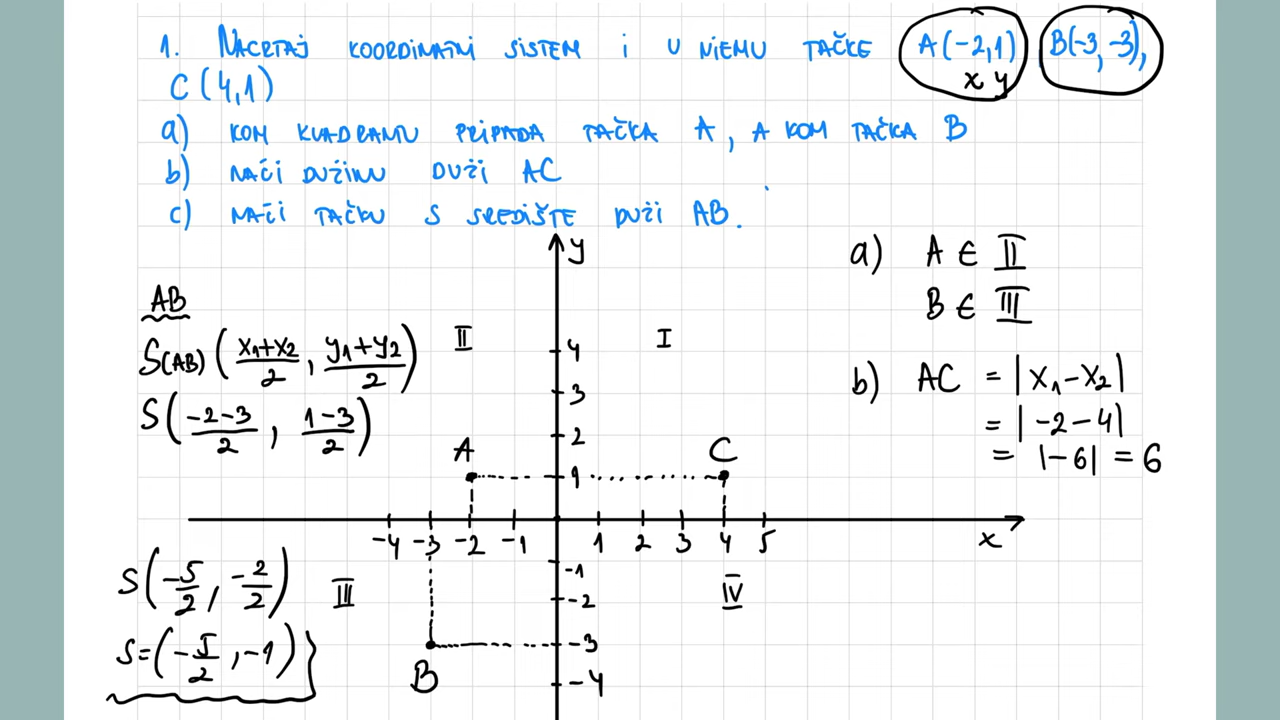 1. NACRTAJ KOORDINATNI SISTEM I U NJEMU TAČKE A(-2,1) B(-3,-3),
x y
C(4,1)
a) KOM KVADRANTU PRIPADA TAČKA A, A KOM TAČKA B
b) NAĆI DUŽINU DUŽI AC
c) NAĆI TAČKU S SREDIŠTE DUŽI AB.
y
a) A ∈ II
B ∈ III
AB
S(AB) (x₁+x₂/2, y₁+y₂/2)
II I
4
b) AC = |x₁-x₂|
3
S(-2-3/2, 1-3/2)
= |-2-4|
2
A C
= |-6| = 6
1
-4 -3 -2 -1 1 2 3 4 5 x
-1
S(-5/2, -2/2) III
IV
-2
-3
S=(-5/2, -1)
B
-4